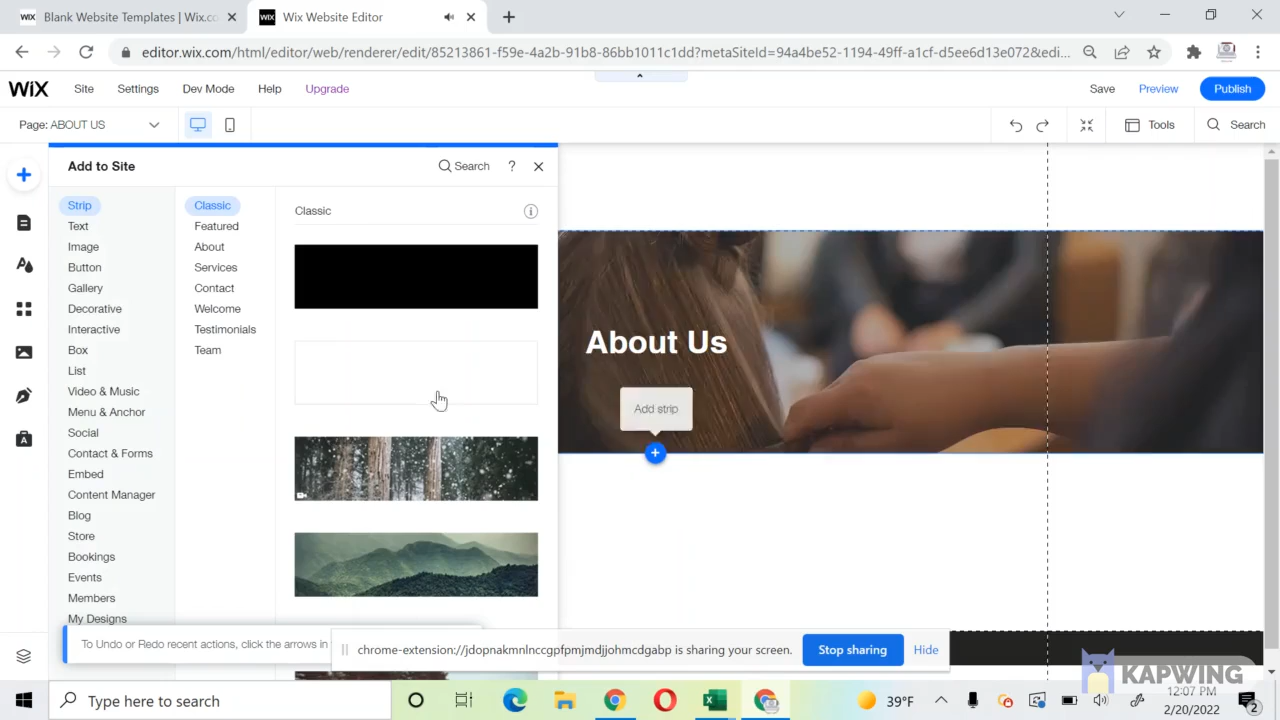 WiX Blank Website Templates | Wix.co
WiX Wix Website Editor
editor.wix.com/html/editor/web/renderer/edit/85213861-f59e-4a2b-91b8-86bb1011c1dd?metaSiteId=94a4be52-1194-49ff-a1cf-d5ee6d13e072&edi...
WiX Site Settings Dev Mode Help Upgrade Save Preview Publish
Page: ABOUT US Tools Search
Add to Site Search ?
Strip
Text
Image
Button
Gallery
Decorative
Interactive
Box
List
Video & Music
Menu & Anchor
Social
Contact & Forms
Embed
Content Manager
Blog
Store
Bookings
Events
Members
My Designs
Classic
Featured
About
Services
Contact
Welcome
Testimonials
Team
Classic
About Us
Add strip
To Undo or Redo recent actions, click the arrows in
chrome-extension://jdopnakmnlnccgpfpmjmdjjohmcdgabp is sharing your screen. Stop sharing Hide
KAPWING
Type here to search
39°F
12:07 PM
2/20/2022
2